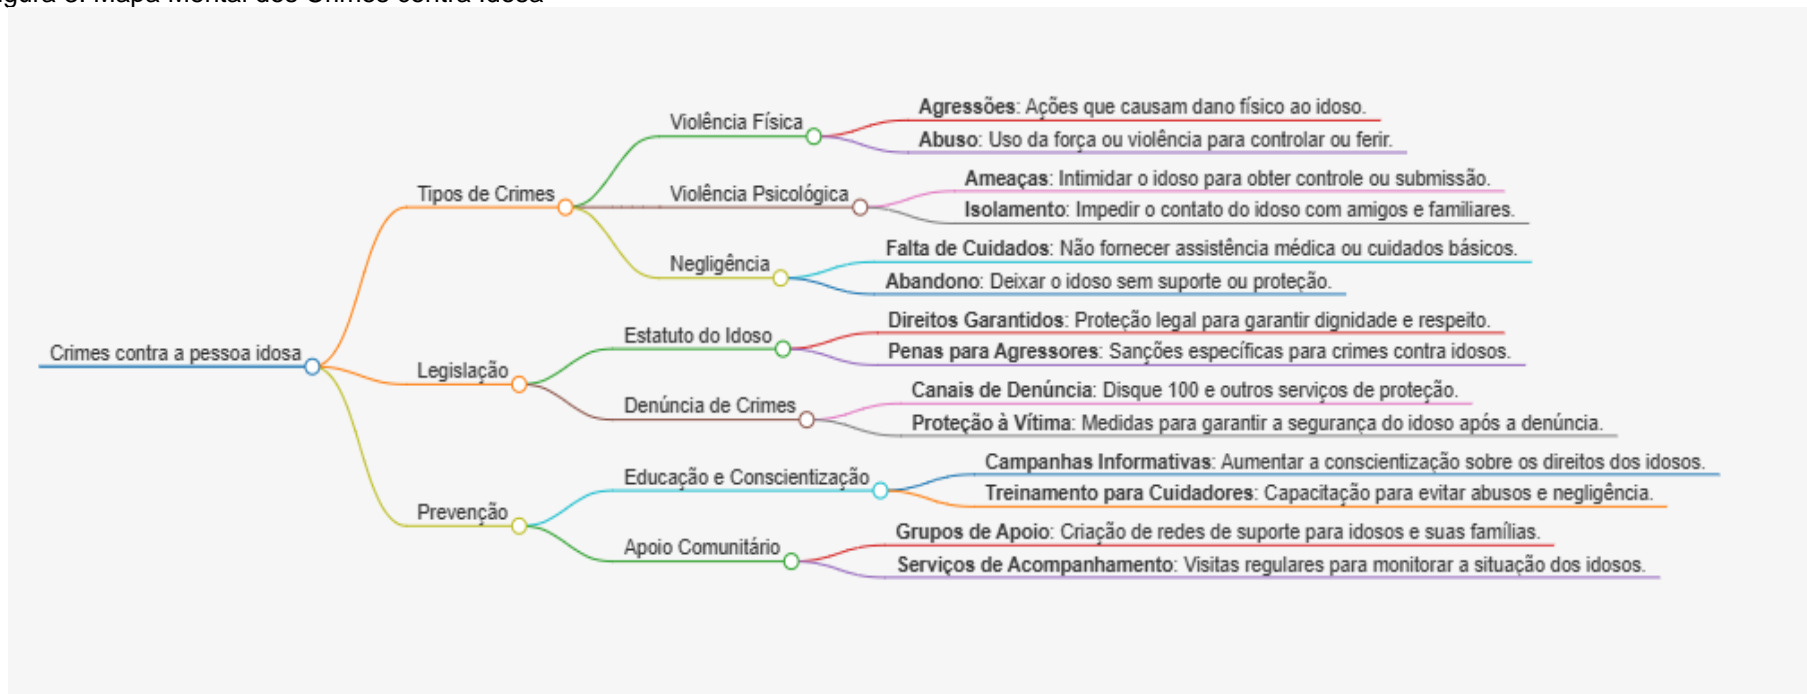 Mapa Mental dos Crimes contra Idosa
Crimes contra a pessoa idosa
Tipos de Crimes
Violência Física
Agressões: Ações que causam dano físico ao idoso.
Abuso: Uso da força ou violência para controlar ou ferir.
Violência Psicológica
Ameaças: Intimidar o idoso para obter controle ou submissão.
Isolamento: Impedir o contato do idoso com amigos e familiares.
Negligência
Falta de Cuidados: Não fornecer assistência médica ou cuidados básicos.
Abandono: Deixar o idoso sem suporte ou proteção.
Legislação
Estatuto do Idoso
Direitos Garantidos: Proteção legal para garantir dignidade e respeito.
Penas para Agressores: Sanções específicas para crimes contra idosos.
Denúncia de Crimes
Canais de Denúncia: Disque 100 e outros serviços de proteção.
Proteção à Vítima: Medidas para garantir a segurança do idoso após a denúncia.
Prevenção
Educação e Conscientização
Campanhas Informativas: Aumentar a conscientização sobre os direitos dos idosos.
Treinamento para Cuidadores: Capacitação para evitar abusos e negligência.
Apoio Comunitário
Grupos de Apoio: Criação de redes de suporte para idosos e suas famílias.
Serviços de Acompanhamento: Visitas regulares para monitorar a situação dos idosos.